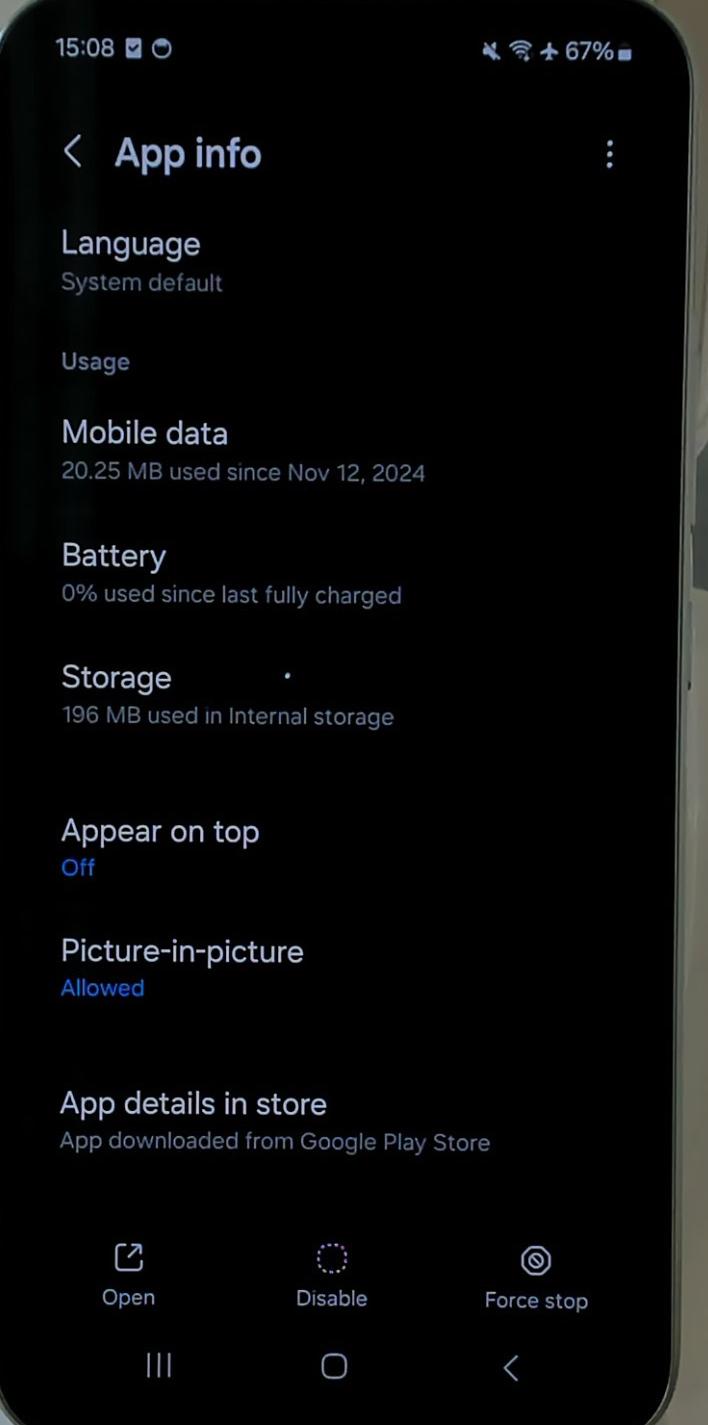 15:08 67%
App info
Language
System default
Usage
Mobile data
20.25 MB used since Nov 12, 2024
Battery
0% used since last fully charged
Storage
196 MB used in Internal storage
Appear on top
Off
Picture-in-picture
Allowed
App details in store
App downloaded from Google Play Store
Open Disable Force stop